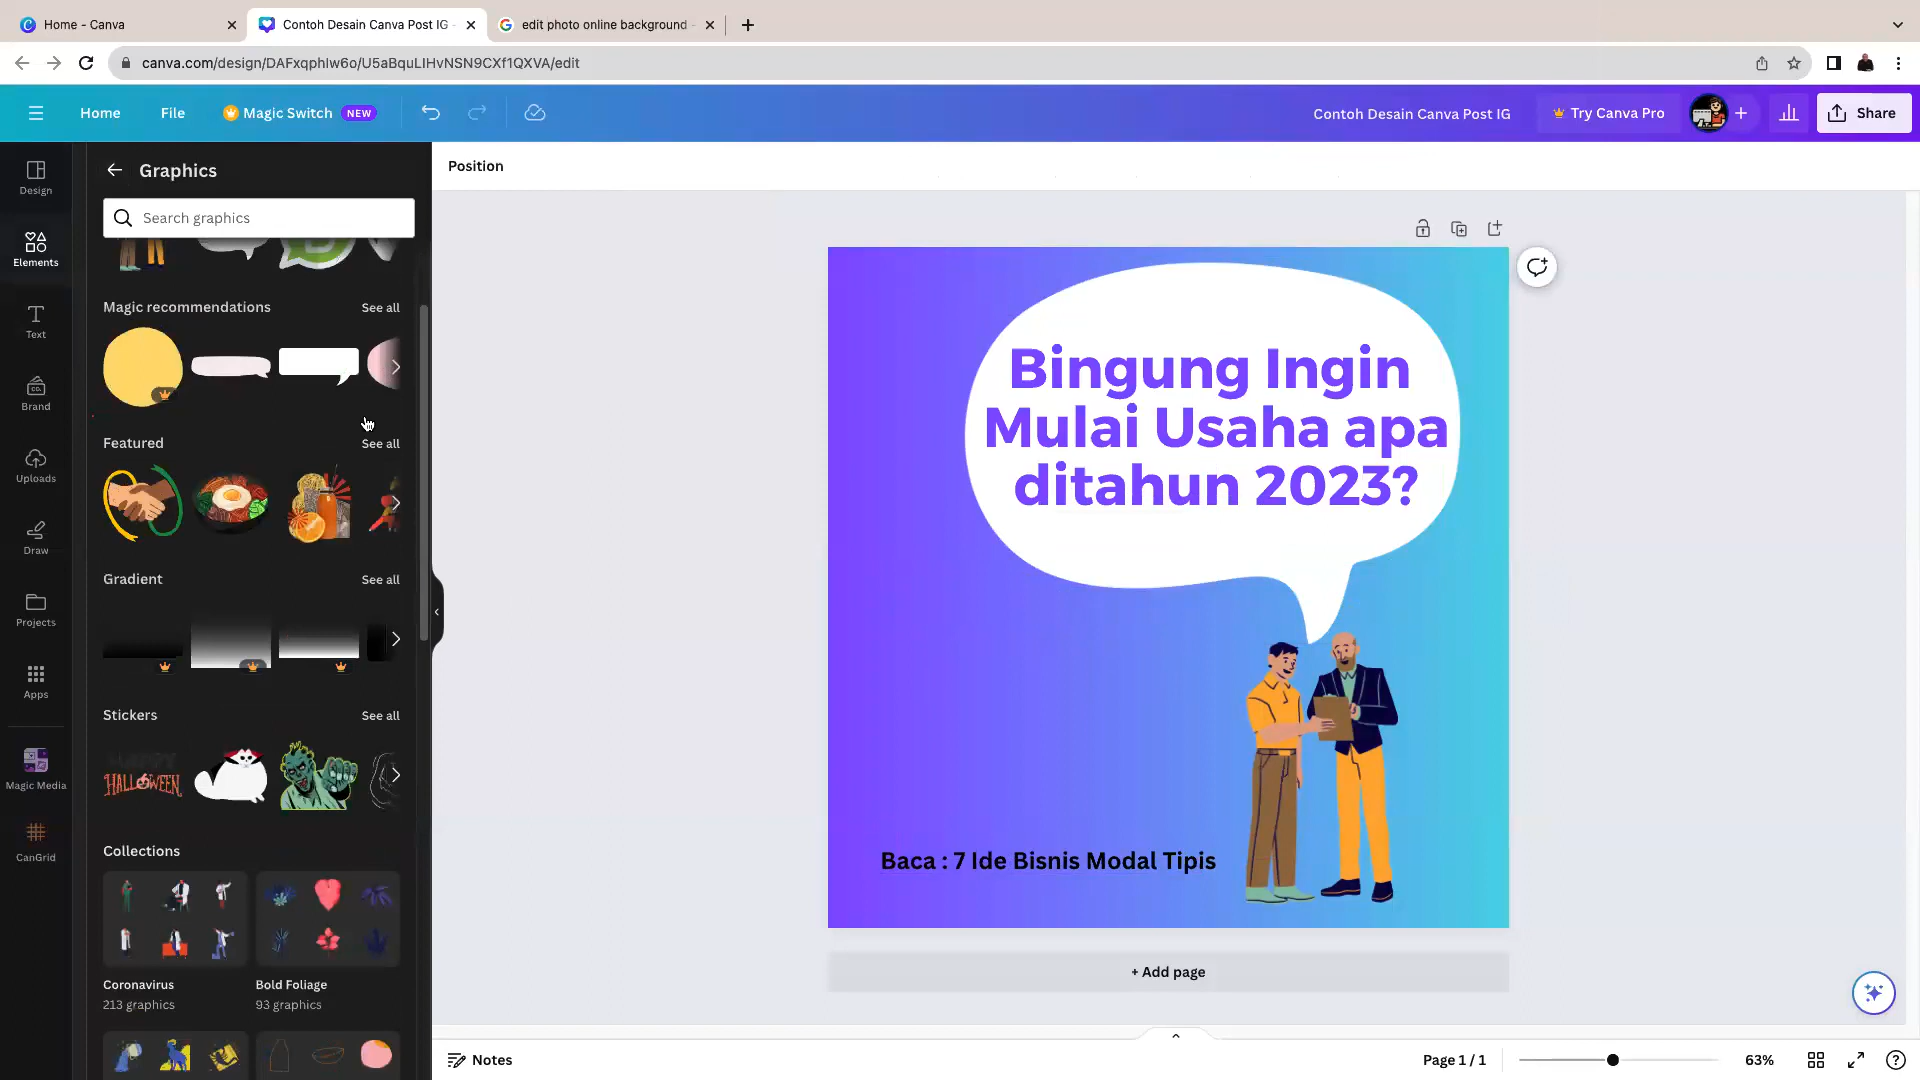 Home - Canva
Contoh Desain Canva Post IG -
edit photo online background -
canva.com/design/DAFxqphIw6o/U5aBquLIHvNSN9CXf1QXVA/edit
Home
File
Magic Switch NEW
Contoh Desain Canva Post IG
Try Canva Pro
Share
Design
Elements
Text
Brand
Uploads
Draw
Projects
Apps
Magic Media
CanGrid
Graphics
Search graphics
Magic recommendations See all
Featured See all
Gradient See all
Stickers See all
HALLOWEEN
Collections
Coronavirus
213 graphics
Bold Foliage
93 graphics
Position
Bingung Ingin
Mulai Usaha apa
ditahun 2023?
Baca : 7 Ide Bisnis Modal Tipis
+ Add page
Notes
Page 1 / 1
63%